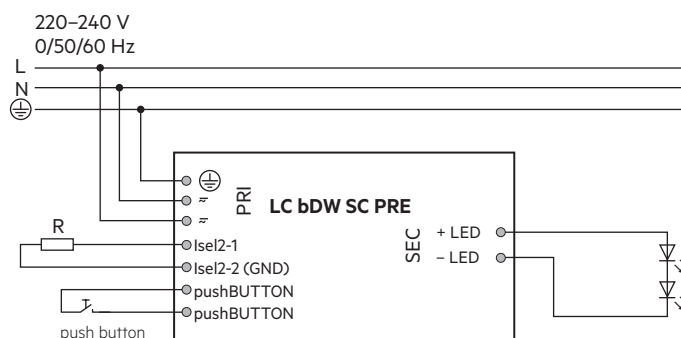 220–240 V
0/50/60 Hz
L
N
PRI
LC bDW SC PRE
R
Isel2-1
Isel2-2 (GND)
pushBUTTON
pushBUTTON
push button
SEC
+ LED
– LED